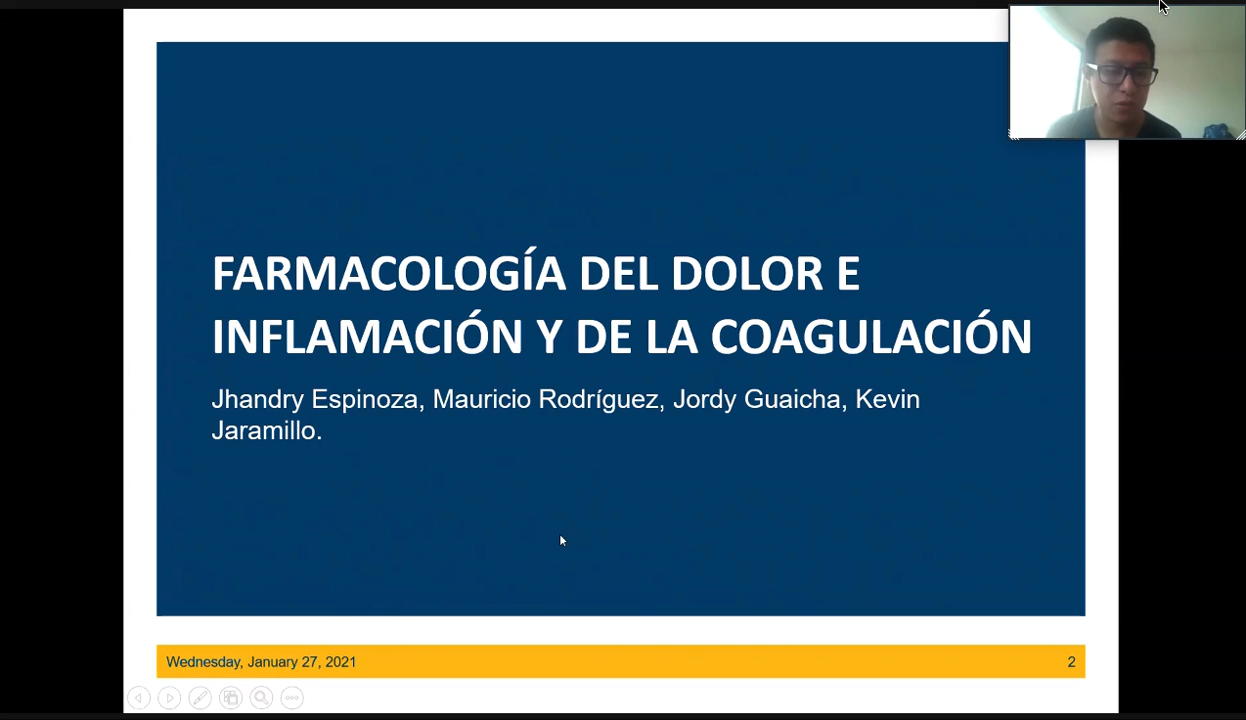 FARMACOLOGÍA DEL DOLOR E
INFLAMACIÓN Y DE LA COAGULACIÓN
Jhandry Espinoza, Mauricio Rodríguez, Jordy Guaicha, Kevin
Jaramillo.
Wednesday, January 27, 2021
2